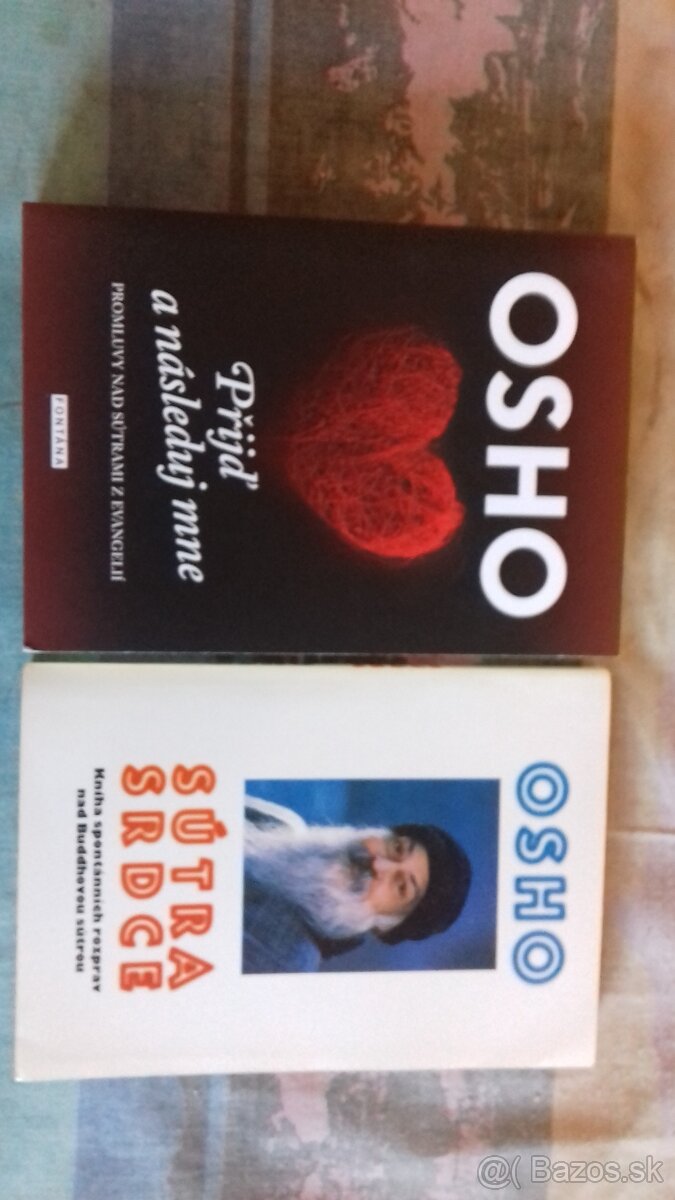 OSHO
Přijď
a následuj mne
PROMLUVY NAD SÚTRAMI Z EVANGELIÍ
FONTÁNA
OSHO
SÚTRA
SRDCE
Kniha spontánních rozprav
nad Buddhovou sútrou
@( Bazos.sk